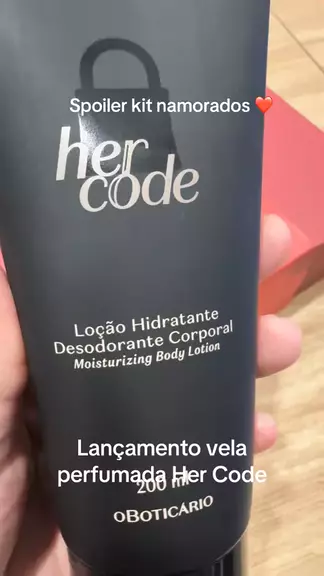 Spoiler kit namorados ❤️
her
code
Loção Hidratante
Desodorante Corporal
Moisturizing Body Lotion
Lançamento vela
perfumada Her Code
200 ml
oBOTICÁRIO